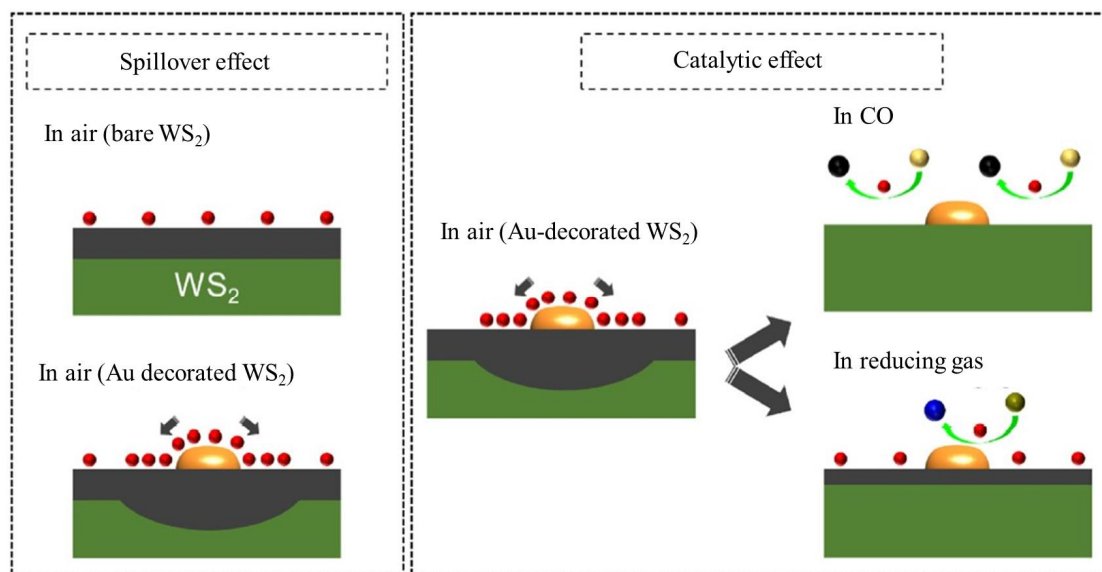 Spillover effect
In air (bare WS₂)
WS₂
In air (Au decorated WS₂)
Catalytic effect
In air (Au-decorated WS₂)
In CO
In reducing gas